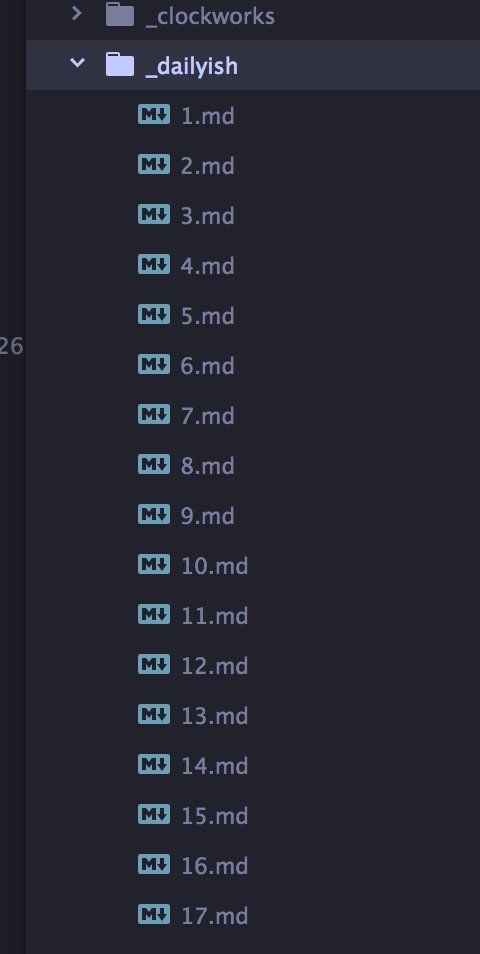 _clockworks
_dailyish
M↓ 1.md
M↓ 2.md
M↓ 3.md
M↓ 4.md
M↓ 5.md
26
M↓ 6.md
M↓ 7.md
M↓ 8.md
M↓ 9.md
M↓ 10.md
M↓ 11.md
M↓ 12.md
M↓ 13.md
M↓ 14.md
M↓ 15.md
M↓ 16.md
M↓ 17.md